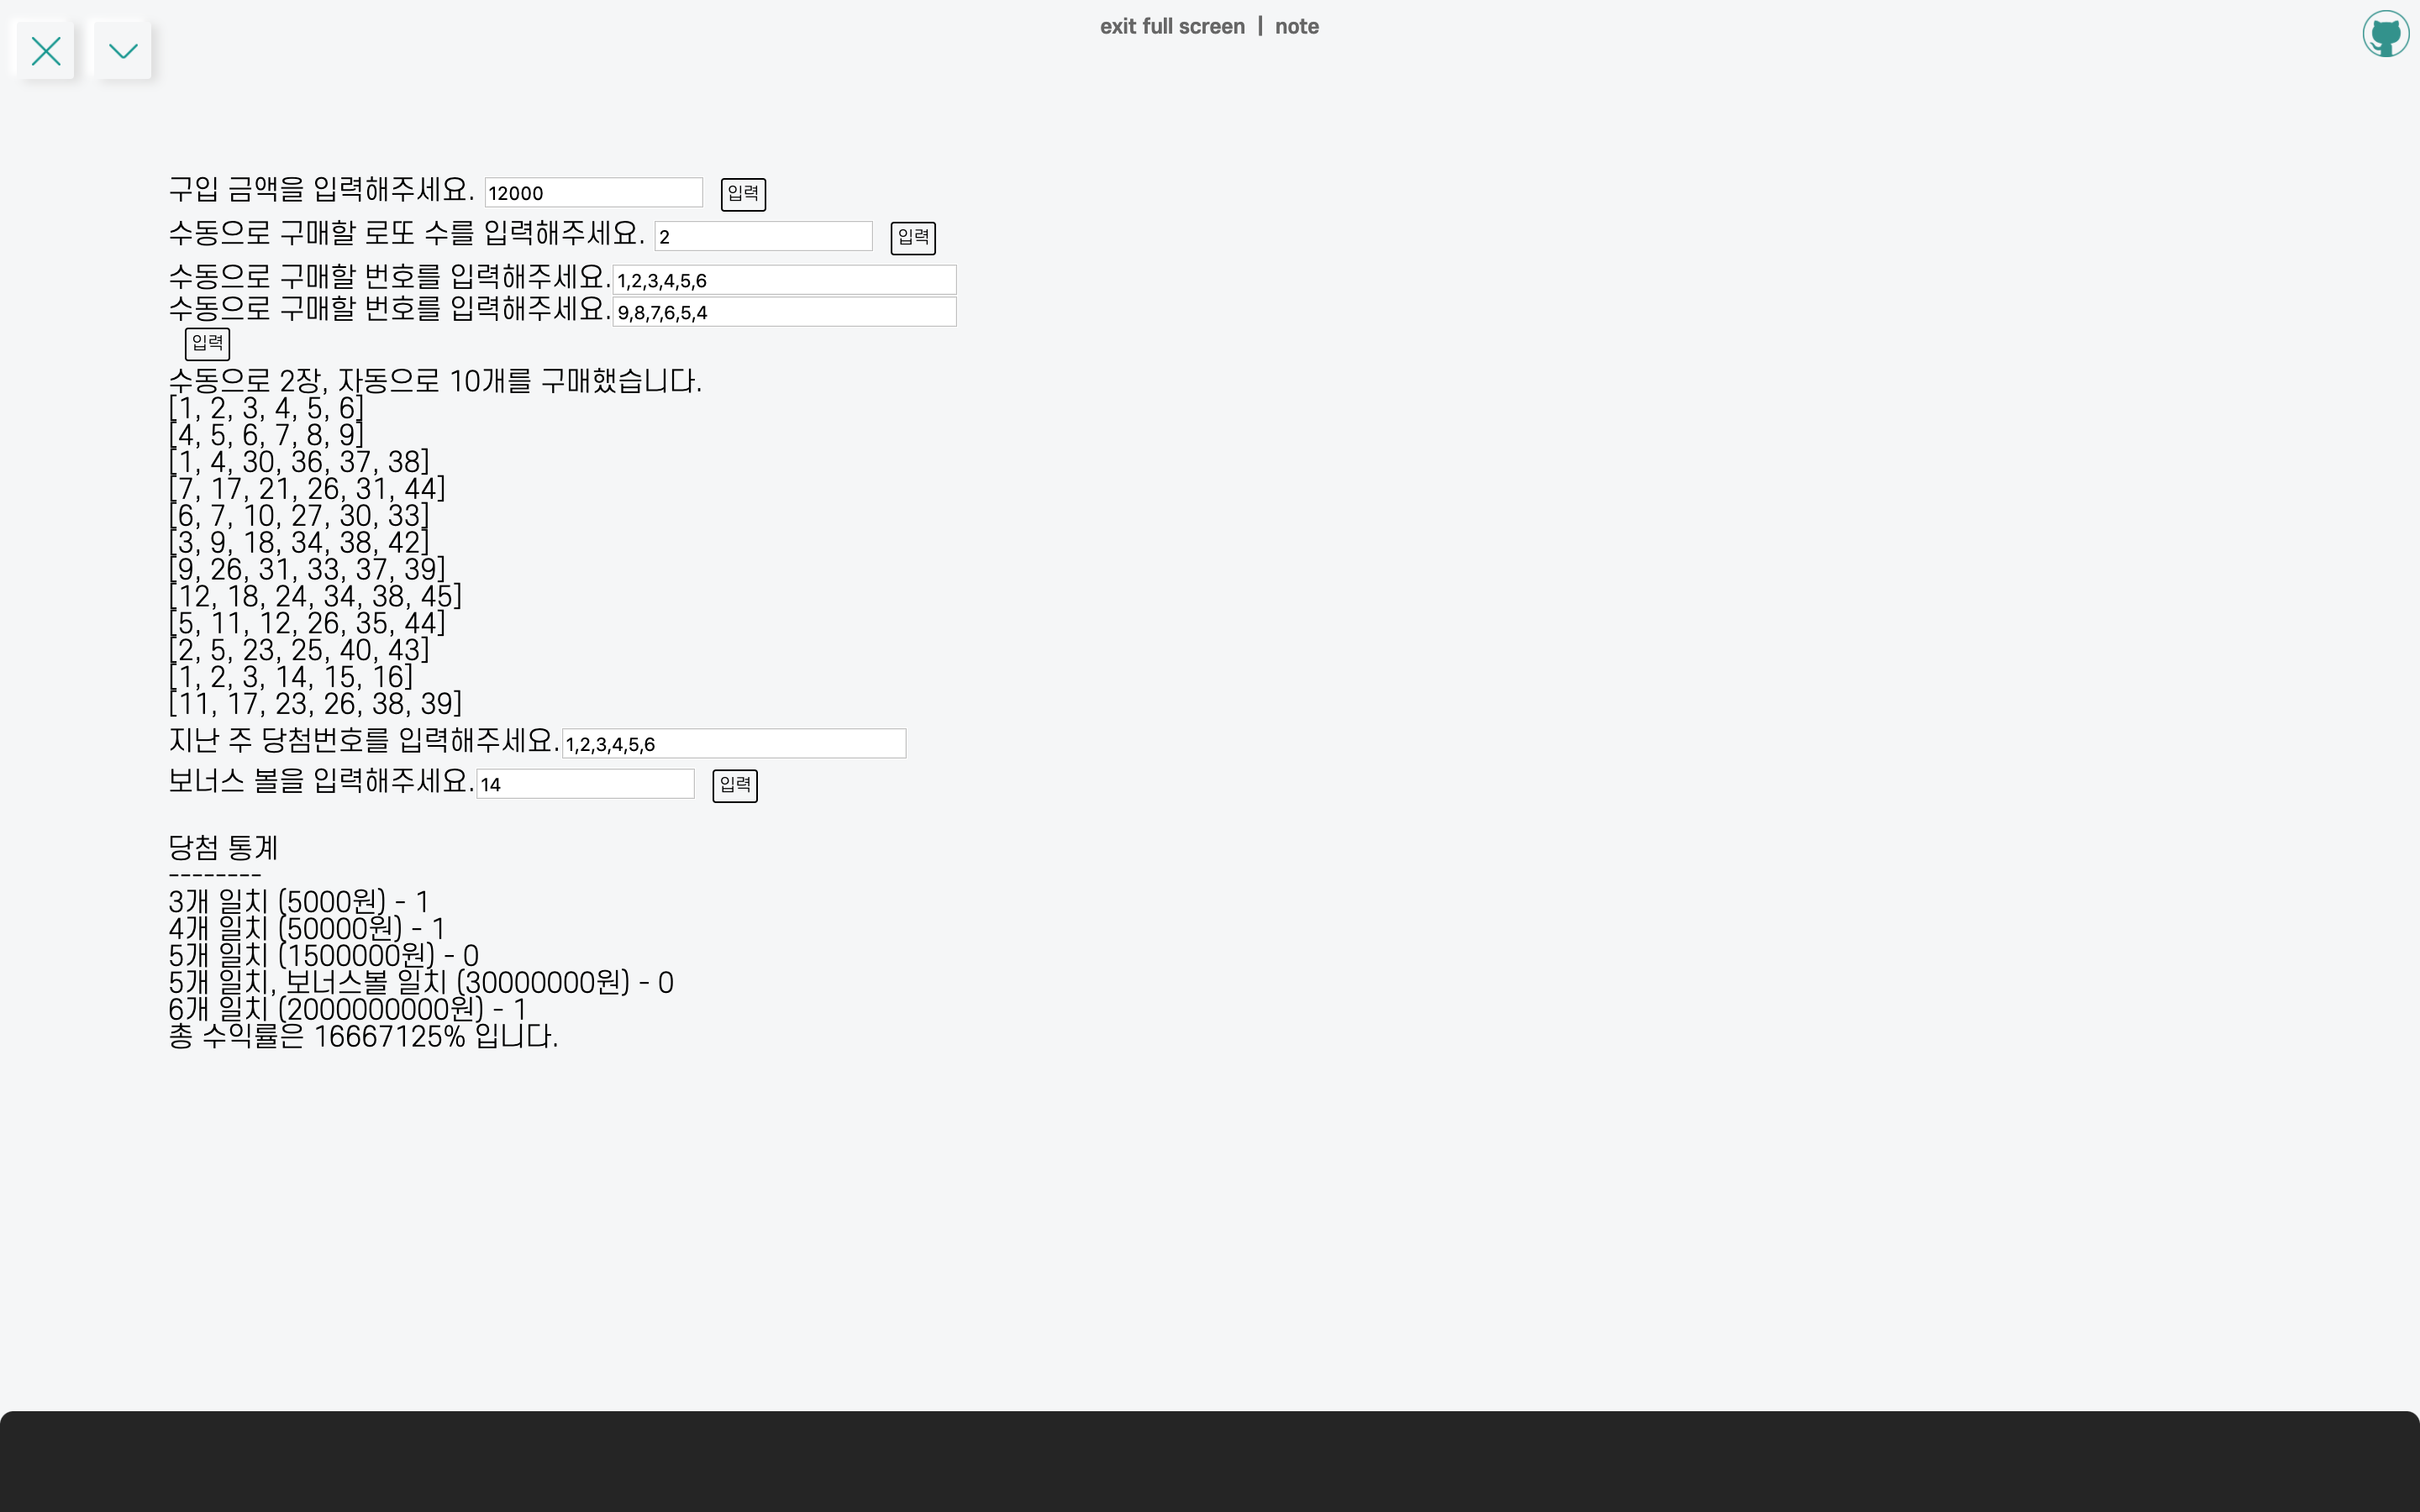 exit full screen | note
구입 금액을 입력해주세요. 12000 입력
수동으로 구매할 로또 수를 입력해주세요. 2 입력
수동으로 구매할 번호를 입력해주세요. 1,2,3,4,5,6
수동으로 구매할 번호를 입력해주세요. 9,8,7,6,5,4
입력
수동으로 2장, 자동으로 10개를 구매했습니다.
[1, 2, 3, 4, 5, 6]
[4, 5, 6, 7, 8, 9]
[1, 4, 30, 36, 37, 38]
[7, 17, 21, 26, 31, 44]
[6, 7, 10, 27, 30, 33]
[3, 9, 18, 34, 38, 42]
[9, 26, 31, 33, 37, 39]
[12, 18, 24, 34, 38, 45]
[5, 11, 12, 26, 35, 44]
[2, 5, 23, 25, 40, 43]
[1, 2, 3, 14, 15, 16]
[11, 17, 23, 26, 38, 39]
지난 주 당첨번호를 입력해주세요. 1,2,3,4,5,6
보너스 볼을 입력해주세요. 14 입력
당첨 통계
--------
3개 일치 (5000원) - 1
4개 일치 (50000원) - 1
5개 일치 (1500000원) - 0
5개 일치, 보너스볼 일치 (30000000원) - 0
6개 일치 (2000000000원) - 1
총 수익률은 16667125% 입니다.